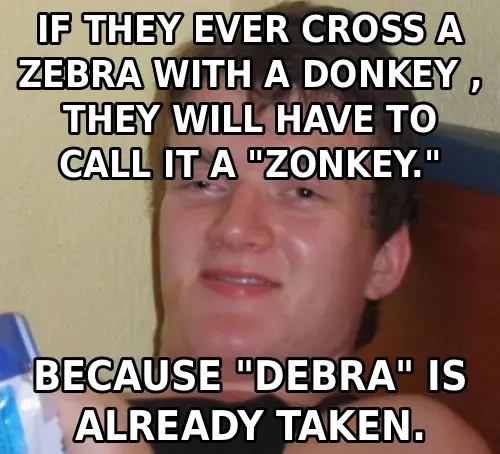 IF THEY EVER CROSS A
ZEBRA WITH A DONKEY ,
THEY WILL HAVE TO
CALL IT A "ZONKEY."
BECAUSE "DEBRA" IS
ALREADY TAKEN.